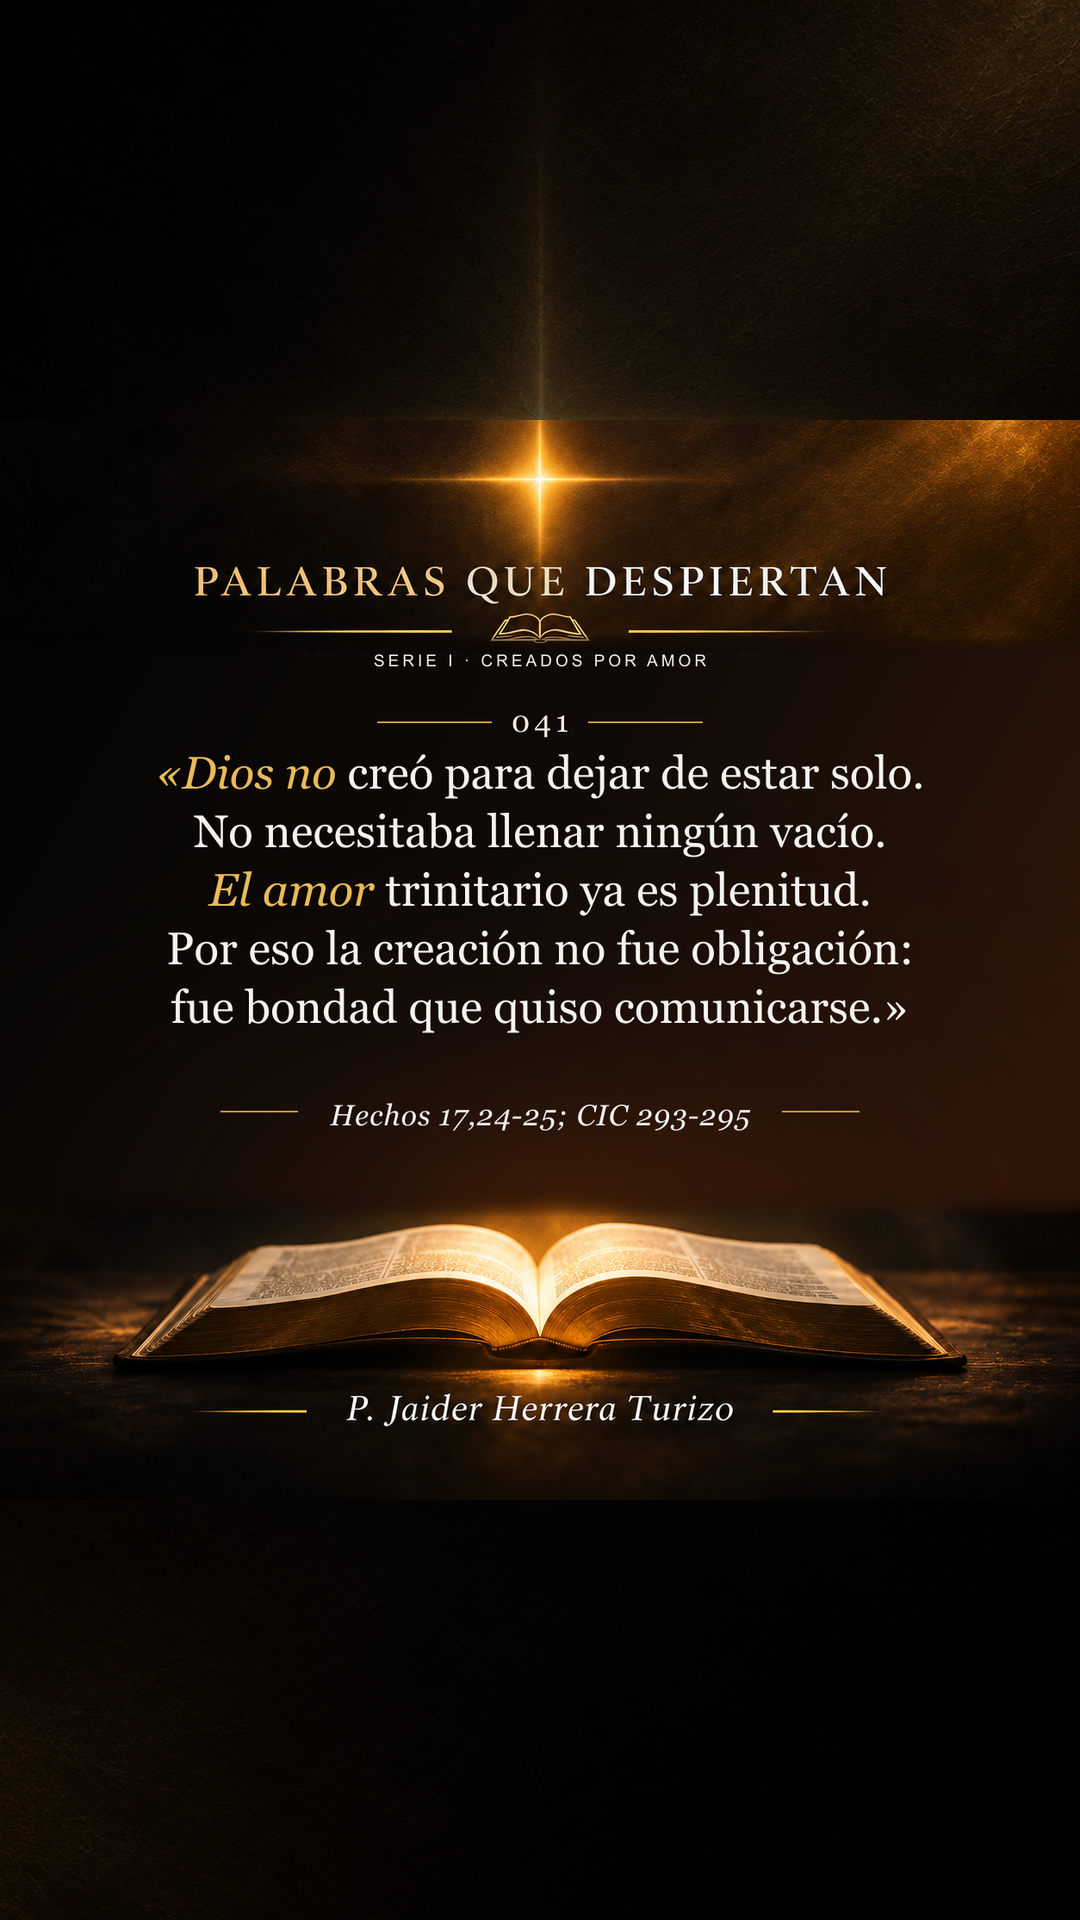 PALABRAS QUE DESPIERTAN
SERIE I · CREADOS POR AMOR
041
«Dios no creó para dejar de estar solo.
No necesitaba llenar ningún vacío.
El amor trinitario ya es plenitud.
Por eso la creación no fue obligación:
fue bondad que quiso comunicarse.»
Hechos 17,24-25; CIC 293-295
P. Jaider Herrera Turizo